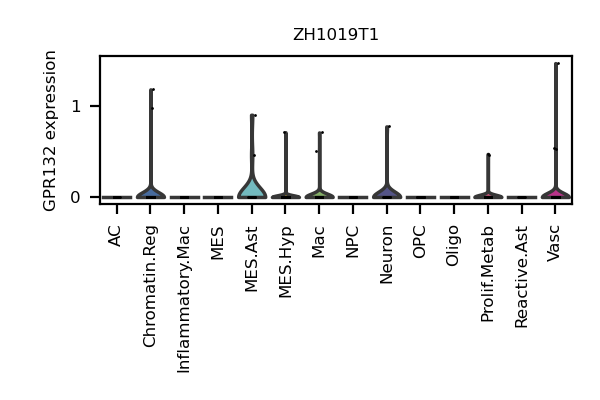 ZH1019T1
GPR132 expression
1
0
AC
Chromatin.Reg
Inflammatory.Mac
MES
MES.Ast
MES.Hyp
Mac
NPC
Neuron
OPC
Oligo
Prolif.Metab
Reactive.Ast
Vasc